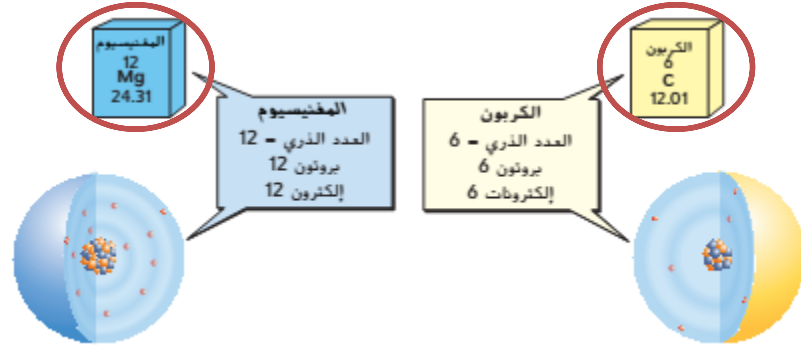 الكربون
6
C
12.01
الكربون
العدد الذري = 6
بروتون 6
إلكترونات 6
المغنيسيوم
12
Mg
24.31
المغنيسيوم
العدد الذري = 12
بروتون 12
إلكترون 12